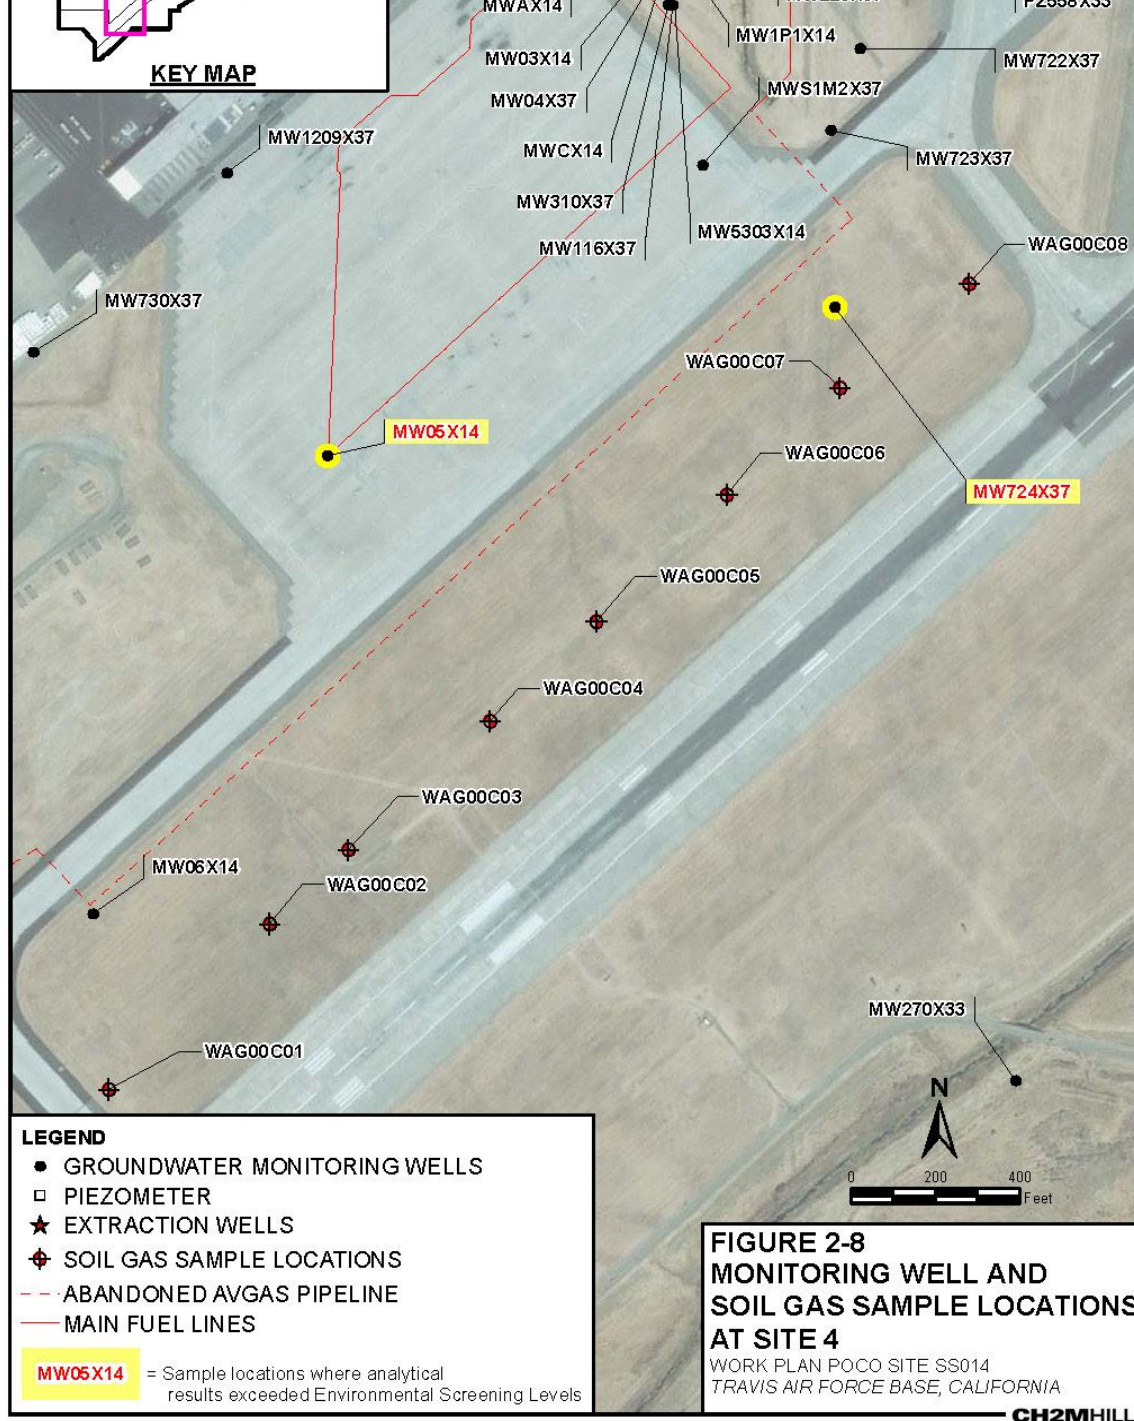 MWAX14
MW1P1X14
PZ558X33
MW03X14
MW722X37
KEY MAP
MW04X37
MWS1M2X37
MW1209X37
MWCX14
MW723X37
MW310X37
MW5303X14
MW116X37
WAG00C08
MW730X37
WAG00C07
MW05X14
WAG00C06
MW724X37
WAG00C05
WAG00C04
WAG00C03
MW06X14
WAG00C02
MW270X33
WAG00C01
N
0 200 400
Feet
LEGEND
GROUNDWATER MONITORING WELLS
PIEZOMETER
EXTRACTION WELLS
SOIL GAS SAMPLE LOCATIONS
ABANDONED AVGAS PIPELINE
MAIN FUEL LINES
MW05X14 = Sample locations where analytical
results exceeded Environmental Screening Levels
FIGURE 2-8
MONITORING WELL AND
SOIL GAS SAMPLE LOCATIONS
AT SITE 4
WORK PLAN POCO SITE SS014
TRAVIS AIR FORCE BASE, CALIFORNIA
CH2MHILL